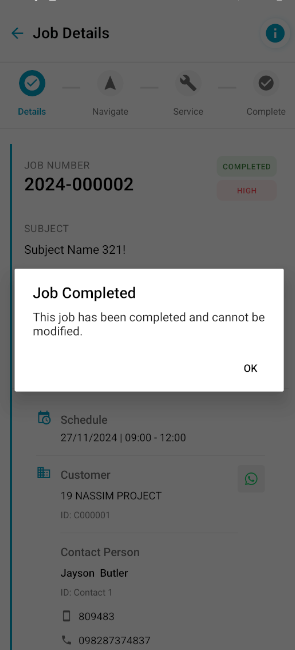 Job Details
Details
Navigate
Service
Complete
JOB NUMBER
COMPLETED
2024-000002
HIGH
SUBJECT
Subject Name 321!
Job Completed
This job has been completed and cannot be
modified.
OK
Schedule
27/11/2024 | 09:00 - 12:00
Customer
19 NASSIM PROJECT
ID: C000001
Contact Person
Jayson Butler
ID: Contact 1
809483
098287374837